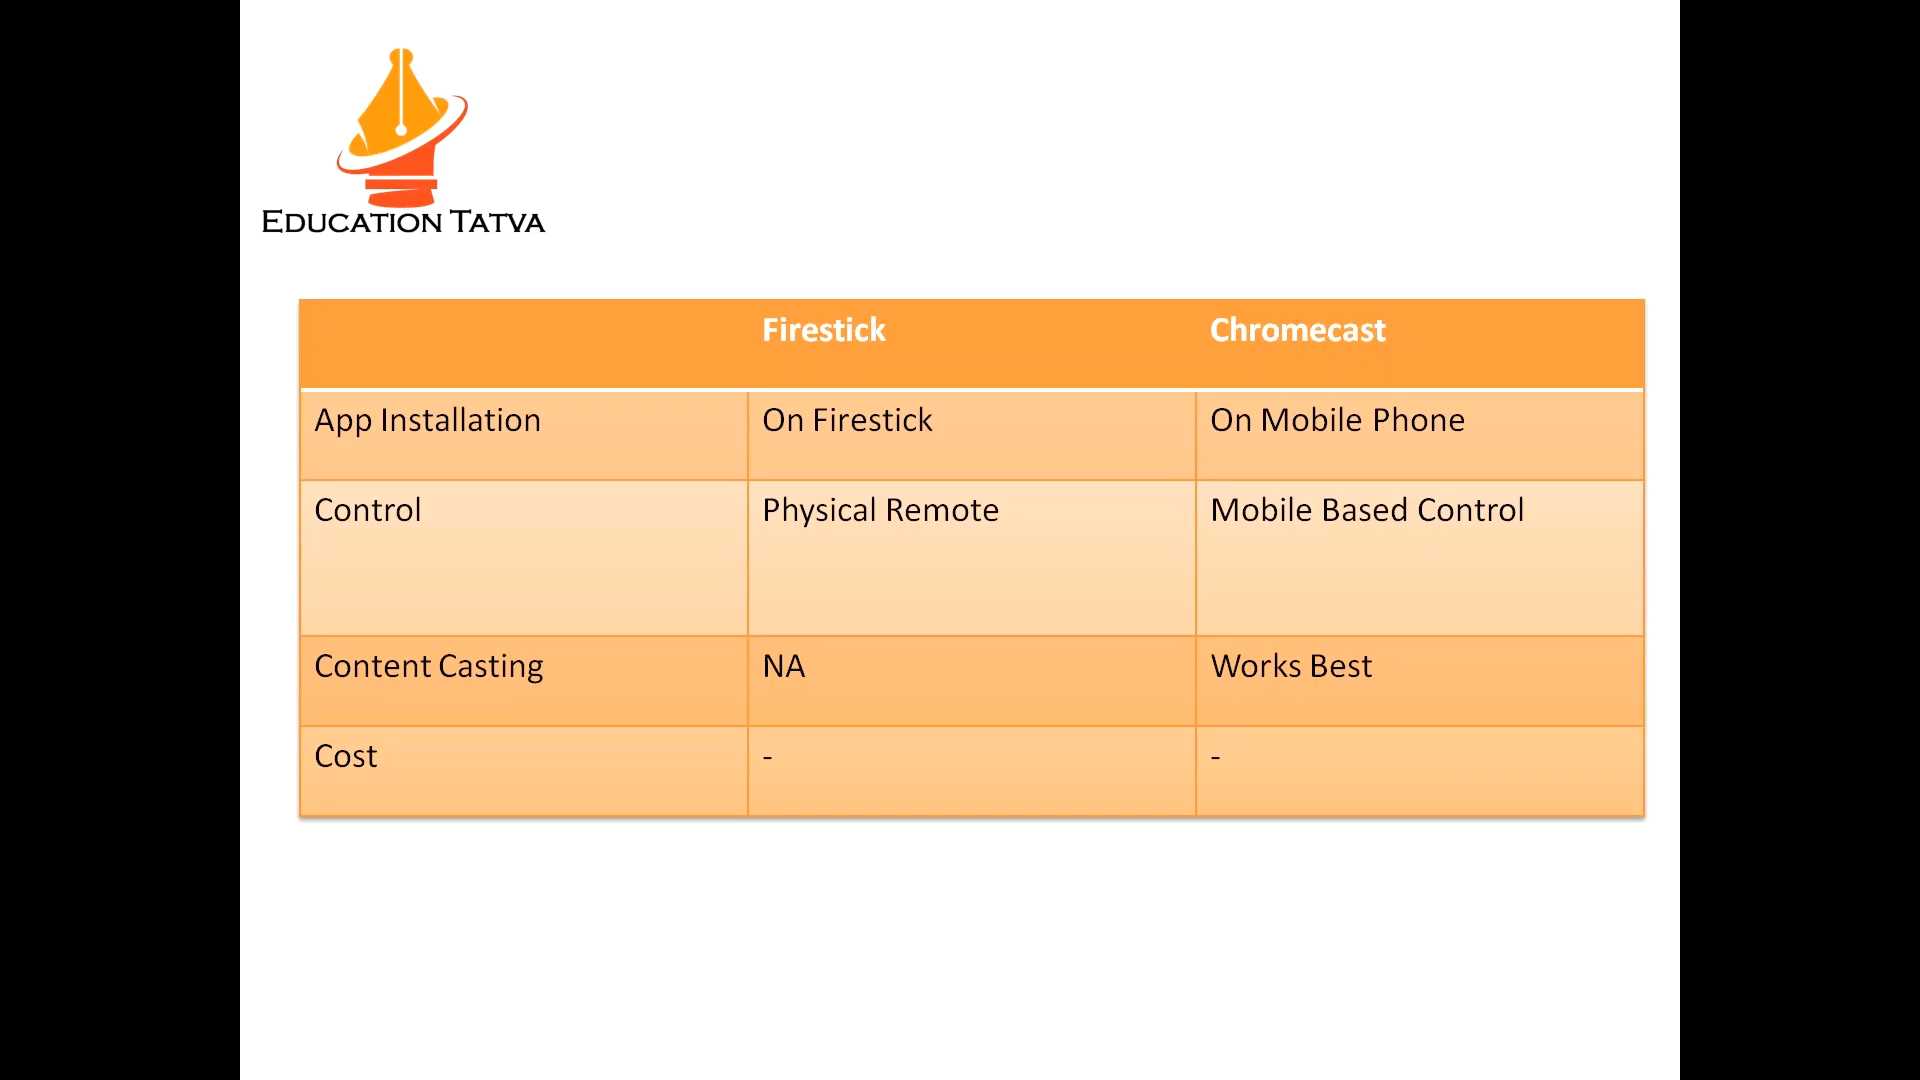 Education Tatva
Firestick Chromecast
App Installation On Firestick On Mobile Phone
Control Physical Remote Mobile Based Control
Content Casting NA Works Best
Cost - -